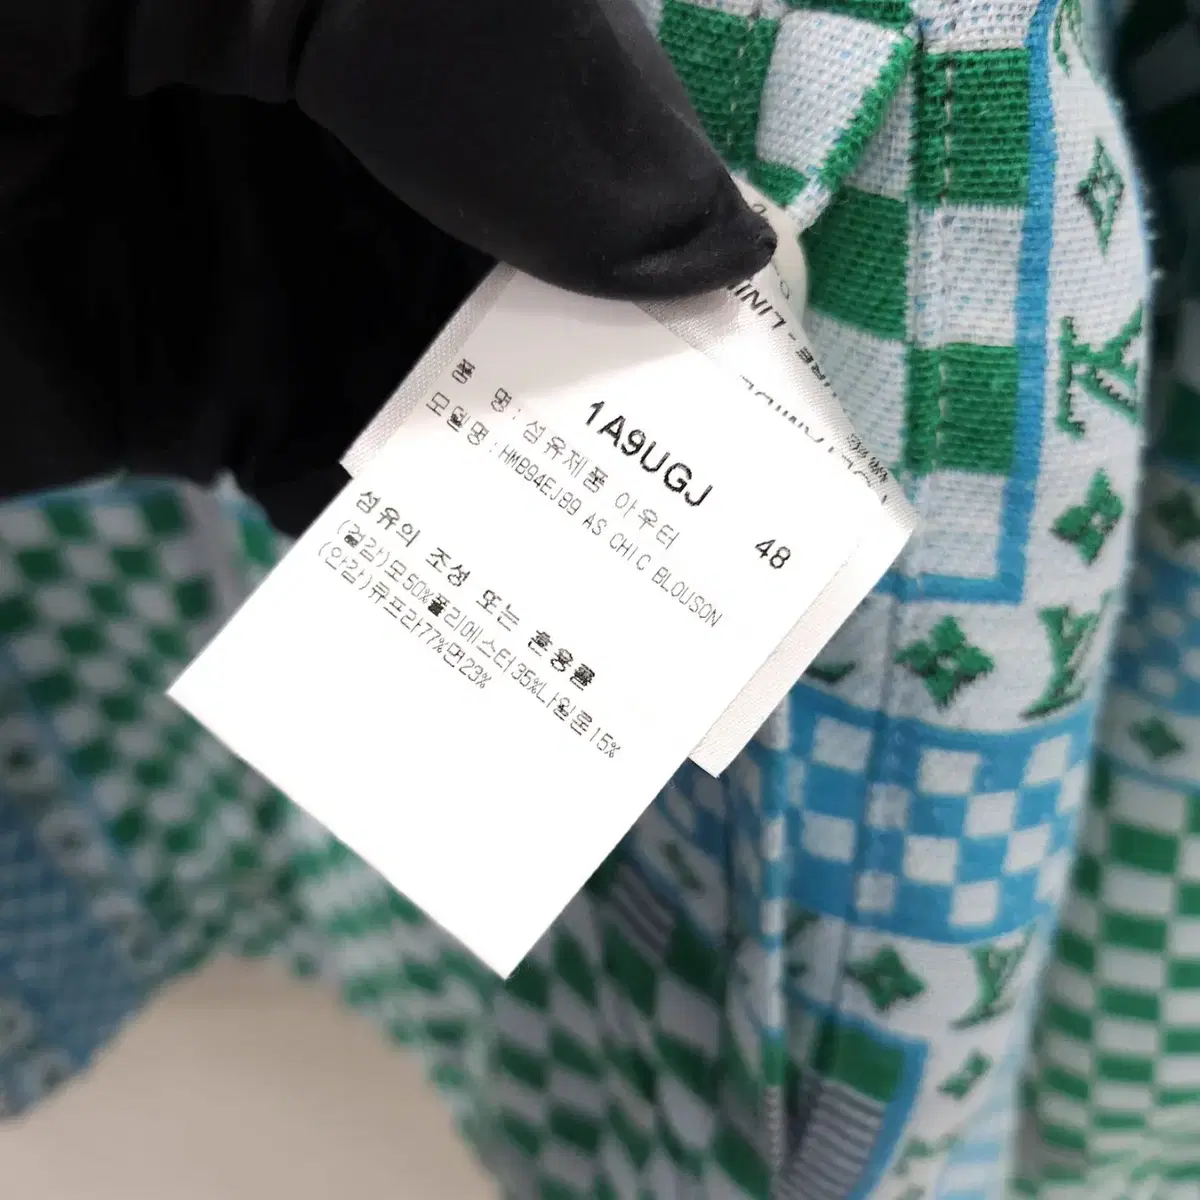 1A9UGJ 48
품 명 : 섬유제품 아우터
모델명 : HMB94EJ89 AS CHIC BLOUSON
섬유의 조성 또는 혼용률
(겉감)모50%폴리에스터35%나일론15%
(안감)큐프라77%면23%